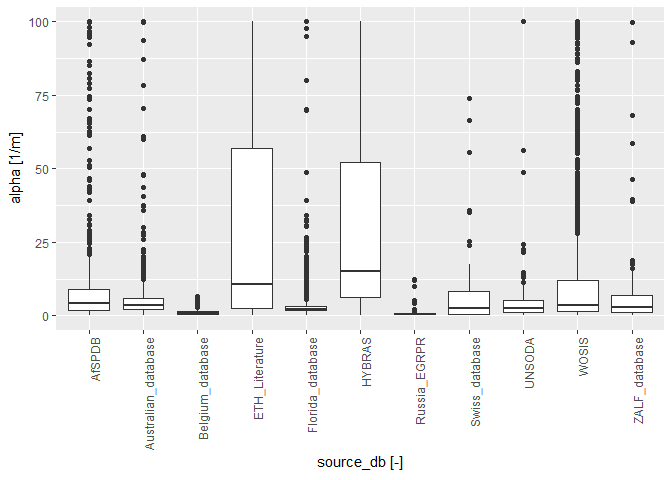 100
75
50
25
0
alpha [1/m]
AfSPDB
Australian_database
Belgium_database
ETH_Literature
Florida_database
HYBRAS
Russia_EGRPR
Swiss_database
UNSODA
WOSIS
ZALF_database
source_db [-]